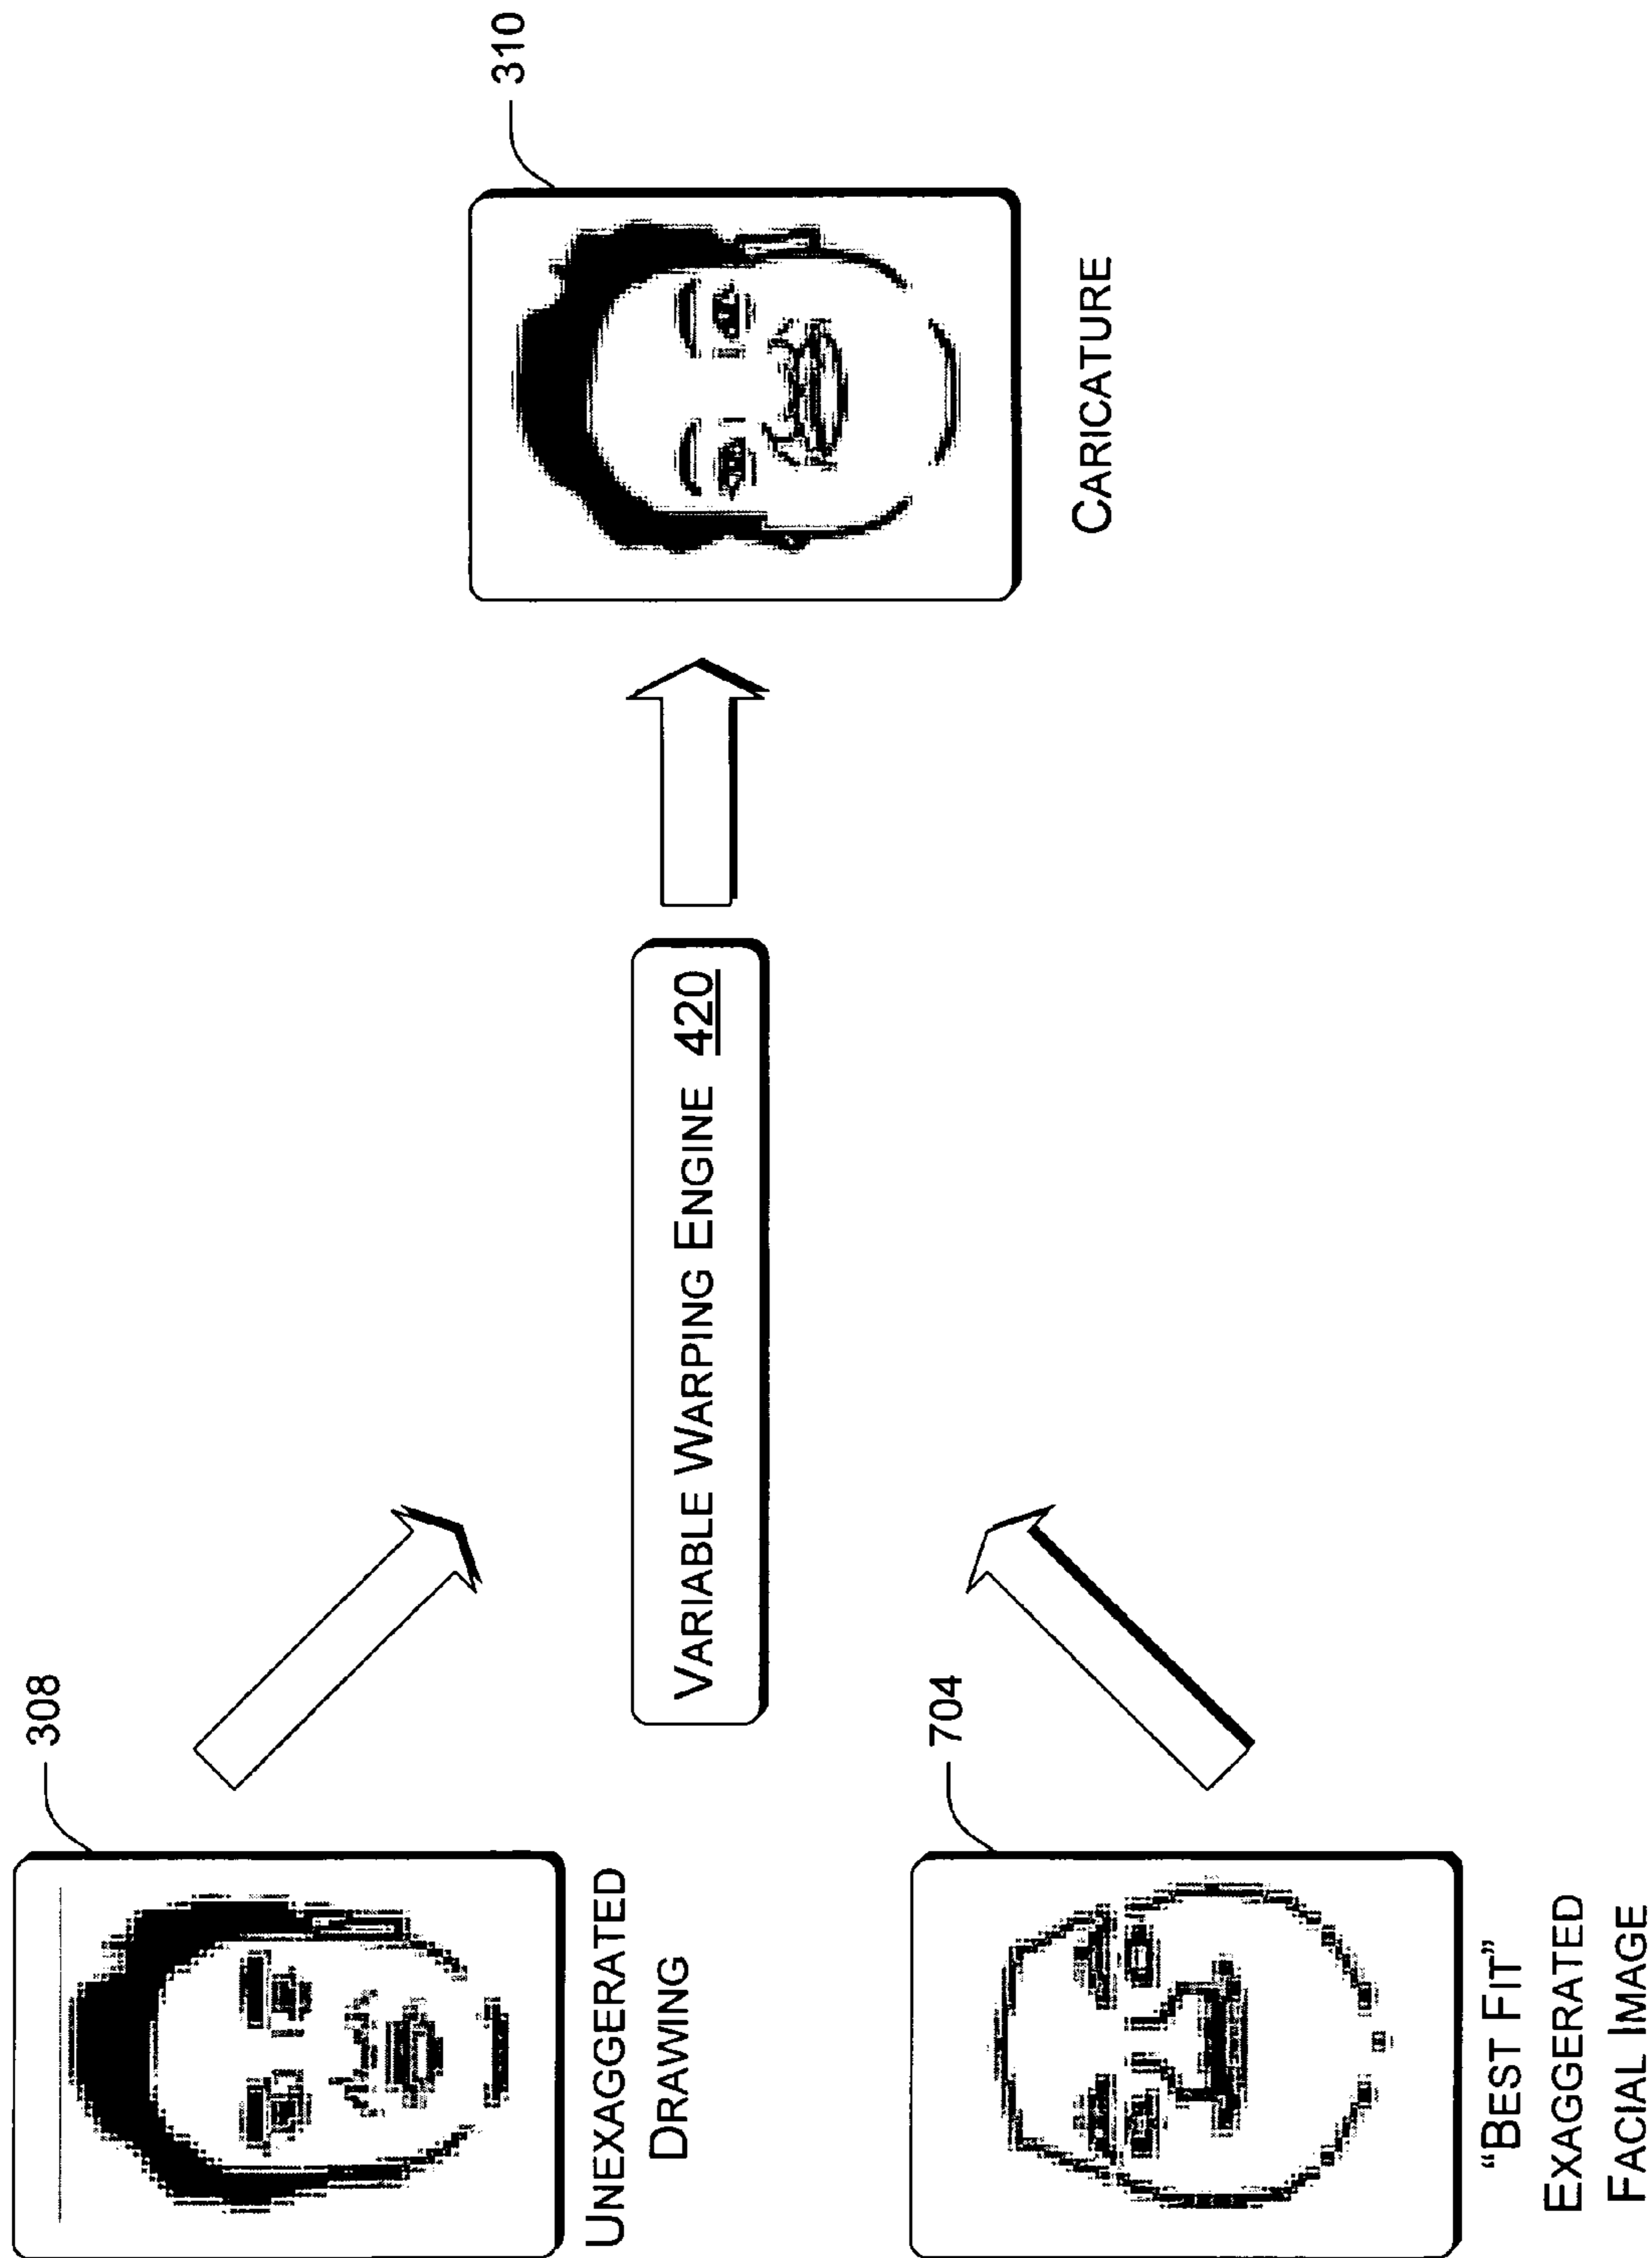 308
UNEXAGGERATED
DRAWING
704
“BEST FIT”
EXAGGERATED
FACIAL IMAGE
VARIABLE WARPING ENGINE 420
310
CARICATURE